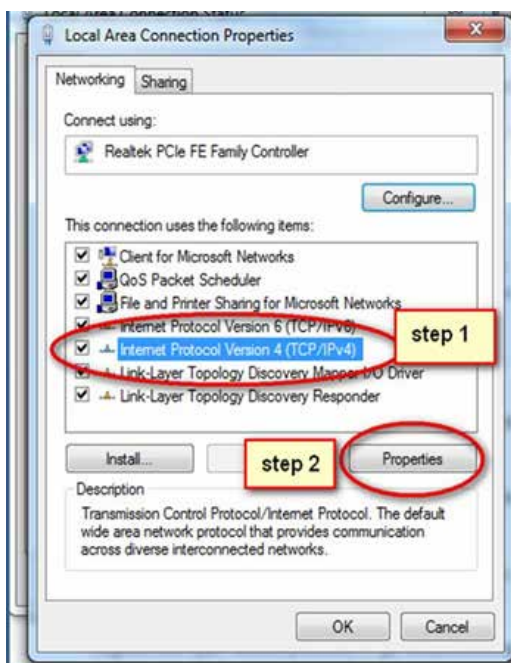 Local Area Connection Status
Local Area Connection Properties
Networking
Sharing
Connect using:
Realtek PCIe FE Family Controller
Configure...
This connection uses the following items:
Client for Microsoft Networks
QoS Packet Scheduler
File and Printer Sharing for Microsoft Networks
Internet Protocol Version 6 (TCP/IPv6)
step 1
Internet Protocol Version 4 (TCP/IPv4)
Link-Layer Topology Discovery Mapper I/O Driver
Link-Layer Topology Discovery Responder
Install...
step 2
Properties
Description
Transmission Control Protocol/Internet Protocol. The default
wide area network protocol that provides communication
across diverse interconnected networks.
OK
Cancel